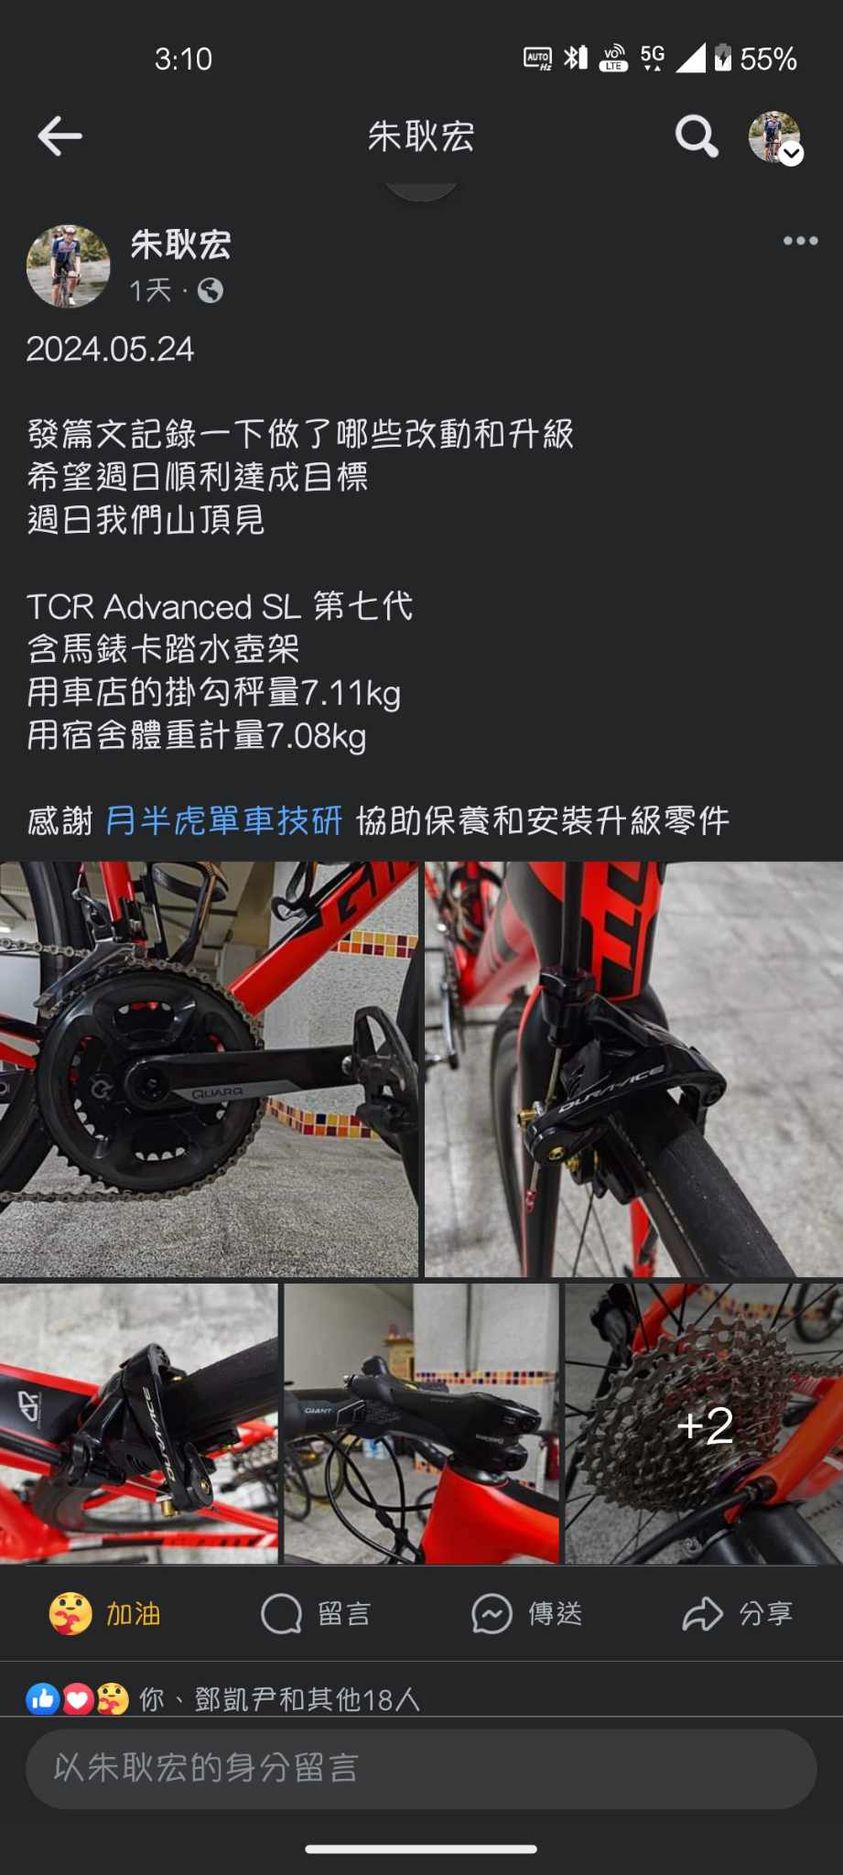 3:10
AUTO Hz
VO LTE
5G
55%
朱耿宏
朱耿宏
1天 ·
2024.05.24
發篇文記錄一下做了哪些改動和升級
希望週日順利達成目標
週日我們山頂見
TCR Advanced SL 第七代
含馬錶卡踏水壺架
用車店的掛勾秤量7.11kg
用宿舍體重計量7.08kg
感謝 月半虎單車技研 協助保養和安裝升級零件
QUARQ
DURA-ACE
DURA-ACE
GIANT
+2
加油
留言
傳送
分享
你、鄧凱尹和其他18人
以朱耿宏的身分留言